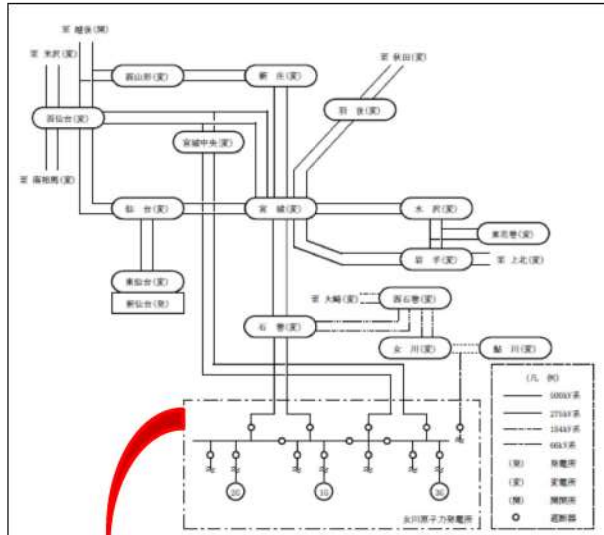 至 越後(開)
至 米沢(変)
西山形(変)
新 庄(変)
至 秋田(変)
羽 後(変)
西仙台(変)
宮城中央(変)
至 南相馬(変)
仙 台(変)
宮 城(変)
水 沢(変)
東花巻(変)
岩 手(変)
至 上北(変)
東仙台(変)
新仙台(発)
至 大崎(変)
西石巻(変)
石 巻(変)
女 川(変)
鮎 川(変)
(凡 例)
500kV系
275kV系
154kV系
66kV系
(発) 発電所
(変) 変電所
(開) 開閉所
遮断器
2G
1G
3G
女川原子力発電所